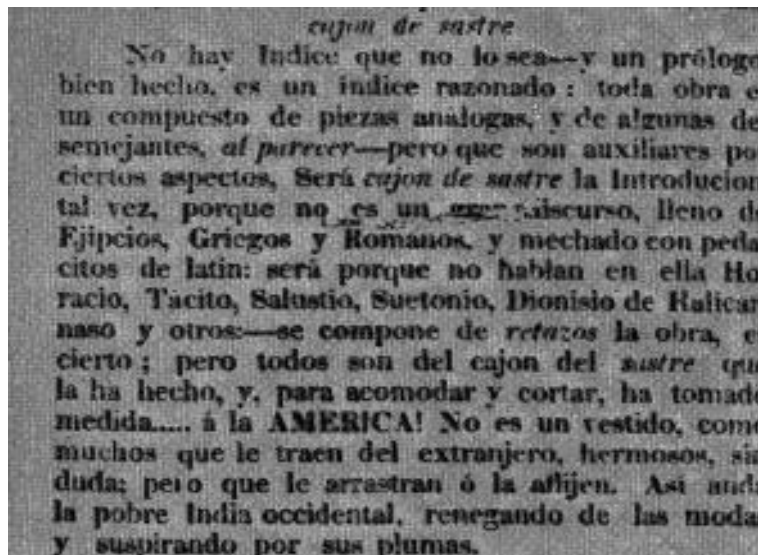 cajon de sastre
No hay Indice que no lo sea—y un prólogo
bien hecho, es un indice razonado : toda obra e
un compuesto de piezas analogas, y de algunas de
semejantes, al parecer—pero que son auxiliares po
ciertos aspectos, Será cajon de sastre la Introducion
tal vez, porque no es un discurso, lleno d
Ejipcios, Griegos y Romanos, y mechado con peda
citos de latin: será porque no hablan en ella Ho
racio, Tácito, Salustio, Suetonio, Dionisio de Halicar
naso y otros:—se compone de retazos la obra, e
cierto ; pero todos son del cajon del sastre que
la ha hecho, y, para acomodar y cortar, ha tomado
medida..... á la AMERICA! No es un vestido, como
muchos que le traen del extranjero, hermosos, sin
duda; pero que le arrastran ó la aflijen. Asi anda
la pobre India occidental, renegando de las moda
y suspirando por sus plumas.